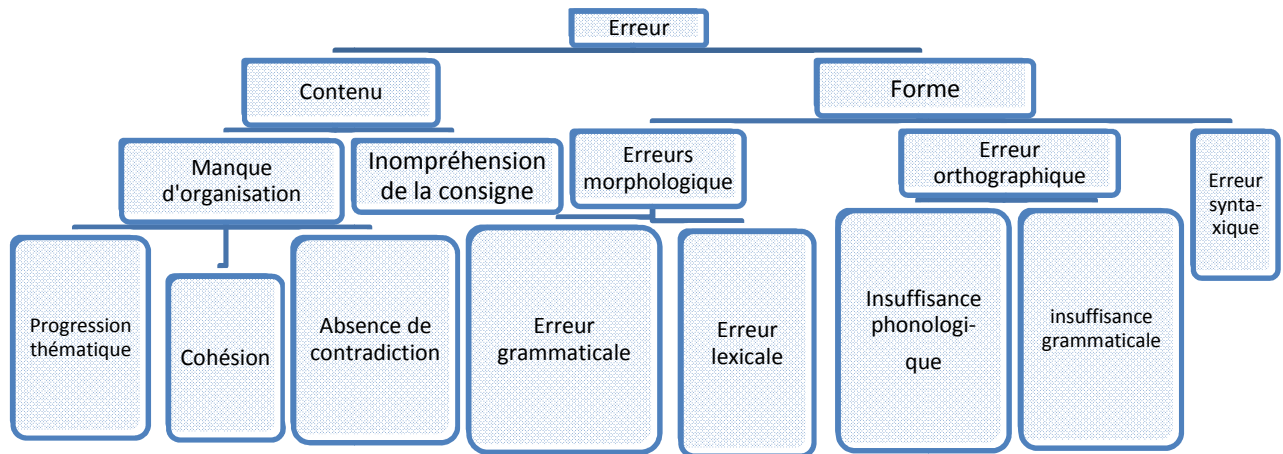 Erreur
Contenu
Forme
Manque
d'organisation
Inompréhension
de la consigne
Erreurs
morphologique
Erreur
orthographique
Erreur
synta-
xique
Progression
thématique
Cohésion
Absence de
contradiction
Erreur
grammaticale
Erreur
lexicale
Insuffisance
phonologi-
que
insuffisance
grammaticale